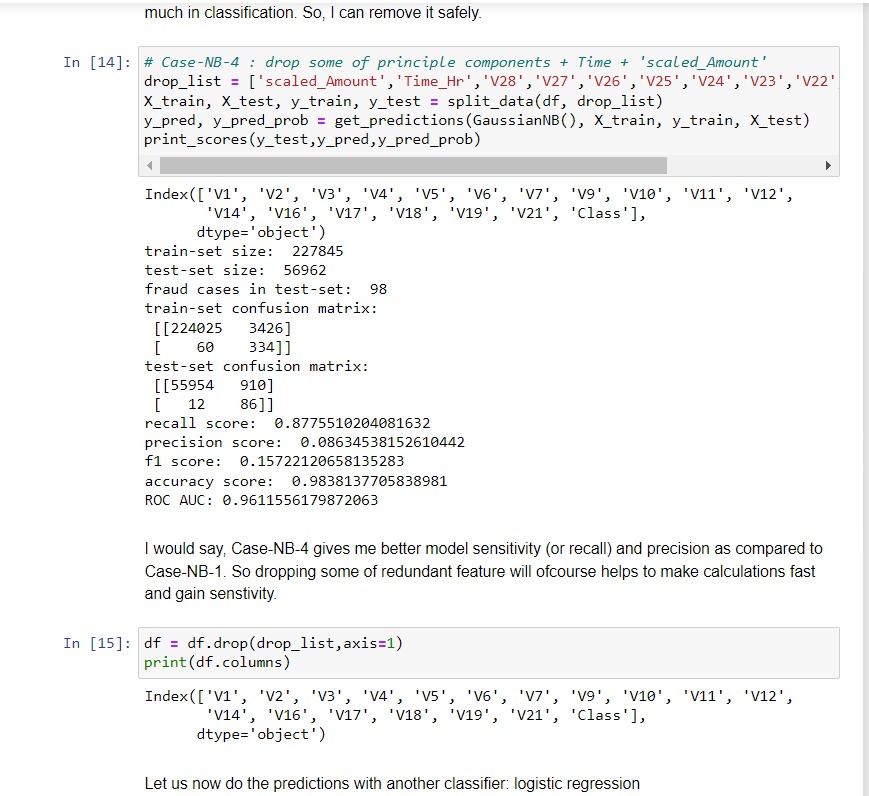 much in classification. So, I can remove it safely.
In [14]: # Case-NB-4 : drop some of principle components + Time + 'scaled_Amount'
drop_list = ['scaled_Amount','Time_Hr','V28','V27','V26','V25','V24','V23','V22'
X_train, X_test, y_train, y_test = split_data(df, drop_list)
y_pred, y_pred_prob = get_predictions(GaussianNB(), X_train, y_train, X_test)
print_scores(y_test,y_pred,y_pred_prob)
Index(['V1', 'V2', 'V3', 'V4', 'V5', 'V6', 'V7', 'V9', 'V10', 'V11', 'V12',
'V14', 'V16', 'V17', 'V18', 'V19', 'V21', 'Class'],
dtype='object')
train-set size:  227845
test-set size:  56962
fraud cases in test-set:  98
train-set confusion matrix:
[[224025   3426]
[    60    334]]
test-set confusion matrix:
[[55954   910]
[   12    86]]
recall score:  0.8775510204081632
precision score:  0.08634538152610442
f1 score:  0.15722120658135283
accuracy score:  0.9838137705838981
ROC AUC: 0.9611556179872063
I would say, Case-NB-4 gives me better model sensitivity (or recall) and precision as compared to
Case-NB-1. So dropping some of redundant feature will ofcourse helps to make calculations fast
and gain senstivity.
In [15]: df = df.drop(drop_list,axis=1)
print(df.columns)
Index(['V1', 'V2', 'V3', 'V4', 'V5', 'V6', 'V7', 'V9', 'V10', 'V11', 'V12',
'V14', 'V16', 'V17', 'V18', 'V19', 'V21', 'Class'],
dtype='object')
Let us now do the predictions with another classifier: logistic regression